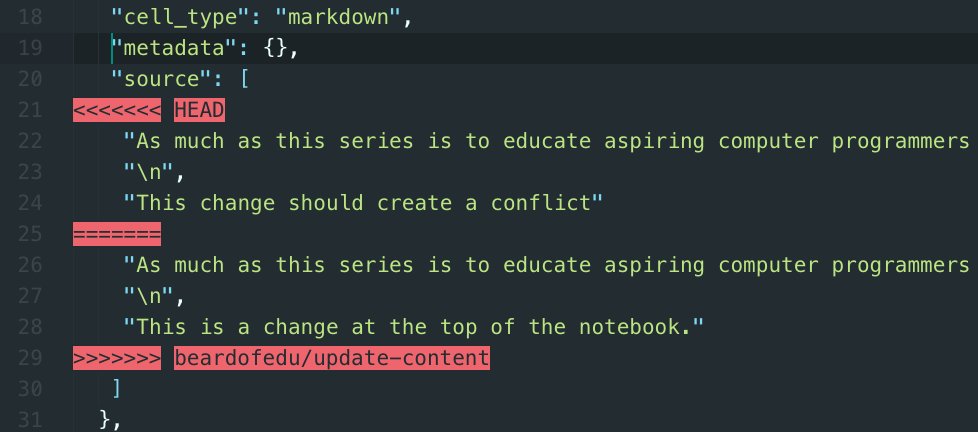 18 "cell_type": "markdown",
19 "metadata": {},
20 "source": [
21 <<<<<<< HEAD
22 "As much as this series is to educate aspiring computer programmers
23 "\n",
24 "This change should create a conflict"
25 =======
26 "As much as this series is to educate aspiring computer programmers
27 "\n",
28 "This is a change at the top of the notebook."
29 >>>>>>> beardofedu/update-content
30 ]
31 },